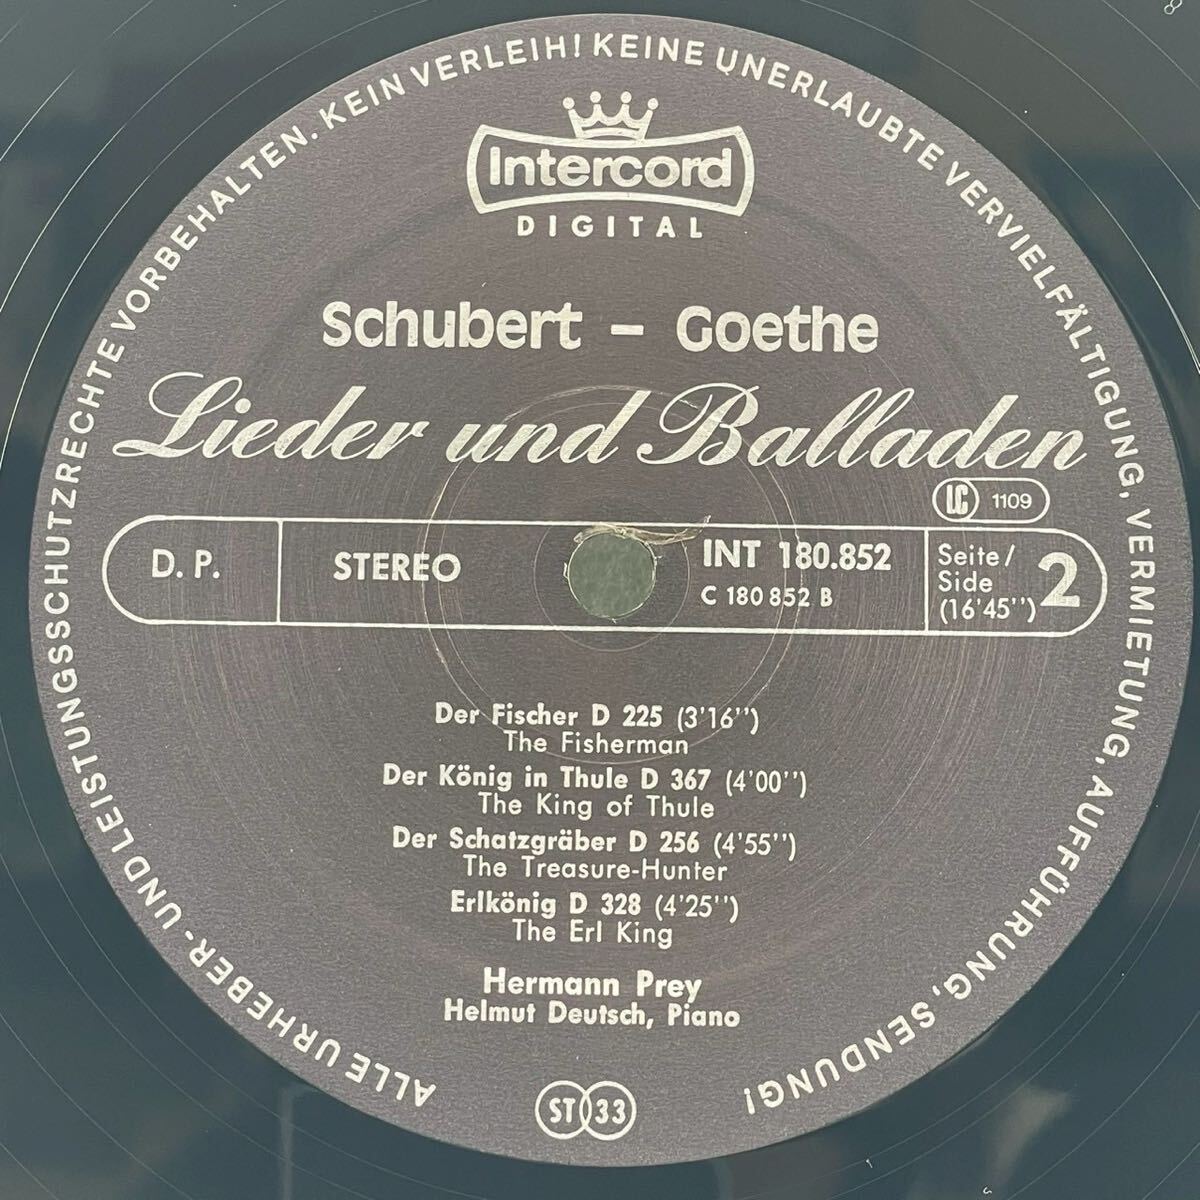 ALLE URHEBER- UND LEISTUNGSSCHUTZRECHTE VORBEHALTEN. KEIN VERLEIH! KEINE UNERLAUBTE VERVIELFÄLTIGUNG, VERMIETUNG, AUFFÜHRUNG, SENDUNG!
Intercord
DIGITAL
Schubert – Goethe
Lieder und Balladen
LC 1109
D. P.
STEREO
INT 180.852
C 180 852 B
Seite/
Side
(16'45'')
2
Der Fischer D 225 (3'16'')
The Fisherman
Der König in Thule D 367 (4'00'')
The King of Thule
Der Schatzgräber D 256 (4'55'')
The Treasure-Hunter
Erlkönig D 328 (4'25'')
The Erl King
Hermann Prey
Helmut Deutsch, Piano
ST 33